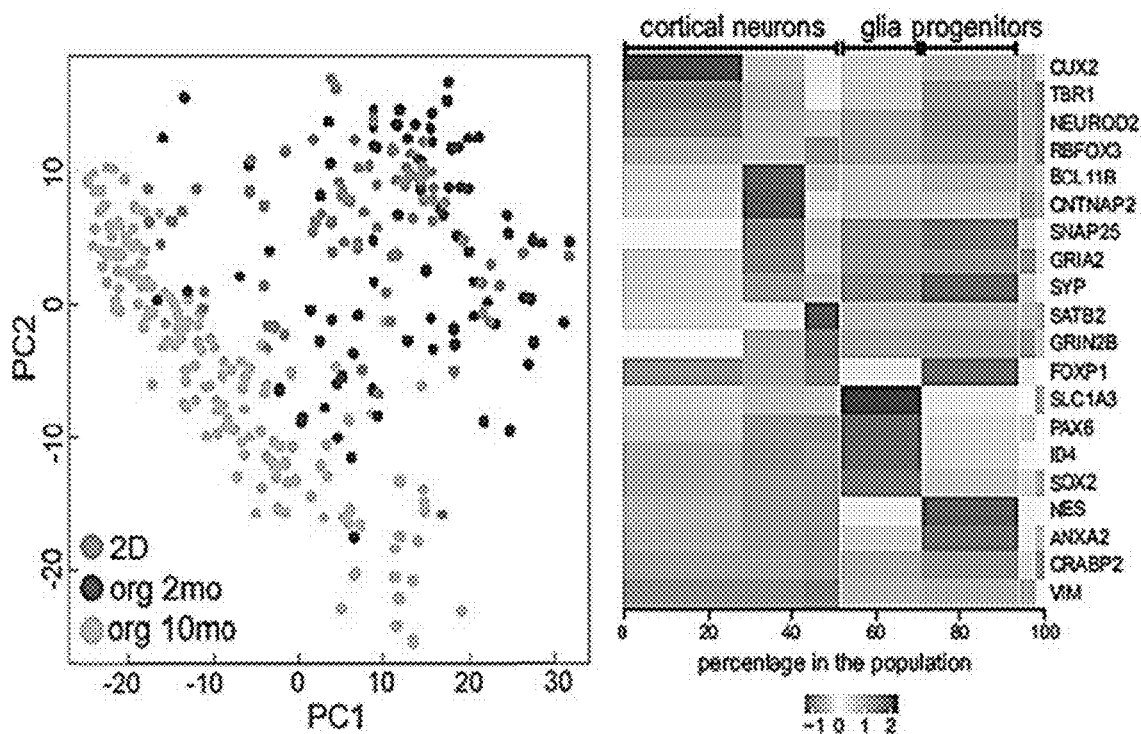 PC2
10
0
-10
-20
2D
org 2mo
org 10mo
-20 -10 0 10 20 30
PC1
cortical neurons glia progenitors
CUX2
TBR1
NEUROD2
RBFOX3
BCL11B
CNTNAP2
SNAP25
GRIA2
SYP
SATB2
GRIN2B
FOXP1
SLC1A3
PAX6
ID4
SOX2
NES
ANXA2
CRABP2
VIM
0 20 40 60 80 100
percentage in the population
-1 0 1 2